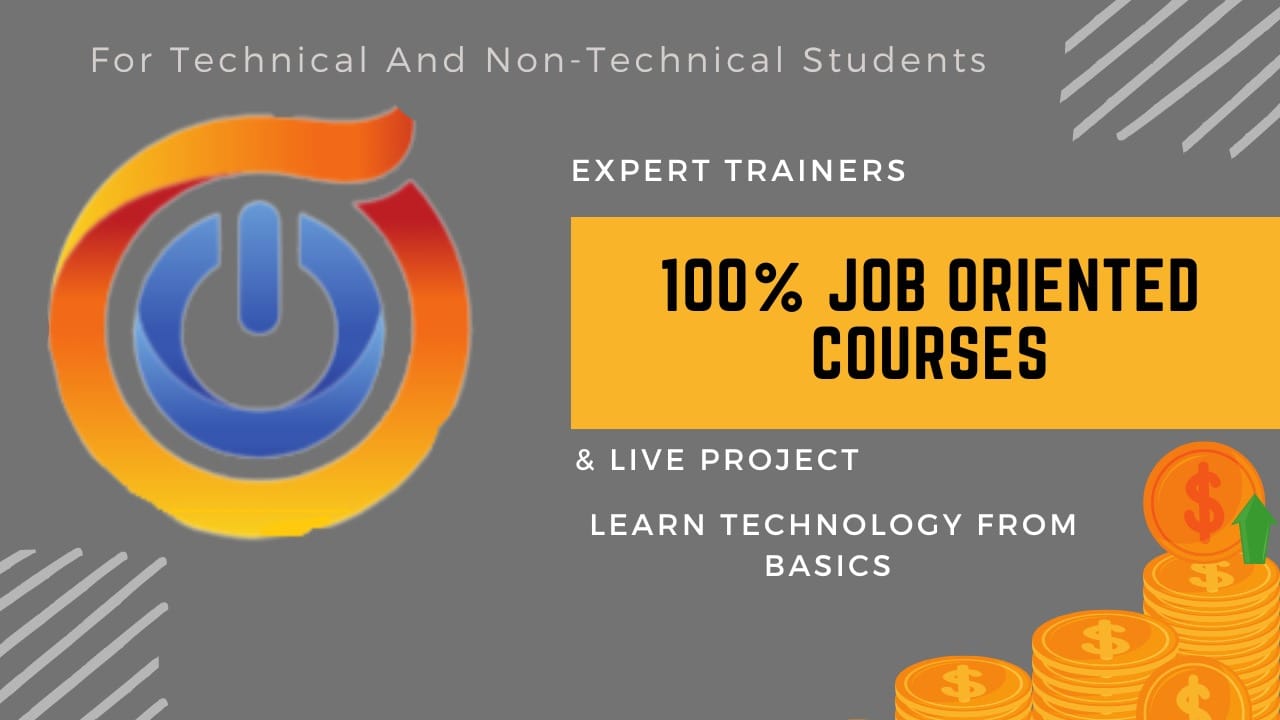 For Technical And Non-Technical Students
EXPERT TRAINERS
100% JOB ORIENTED
COURSES
& LIVE PROJECT
LEARN TECHNOLOGY FROM
BASICS